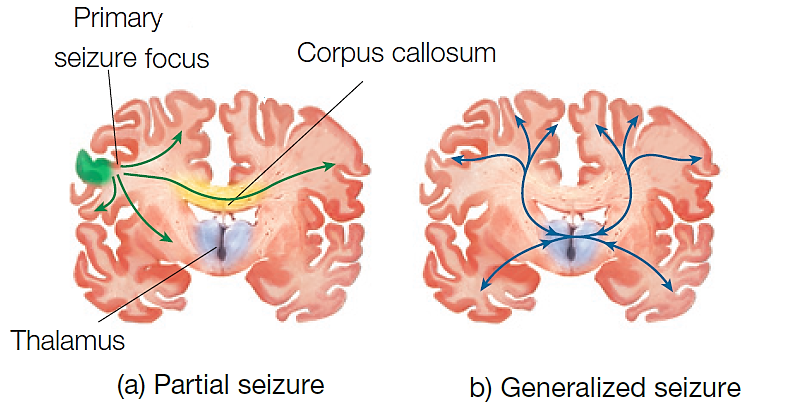 Primary
seizure focus
Corpus callosum
Thalamus
(a) Partial seizure
b) Generalized seizure